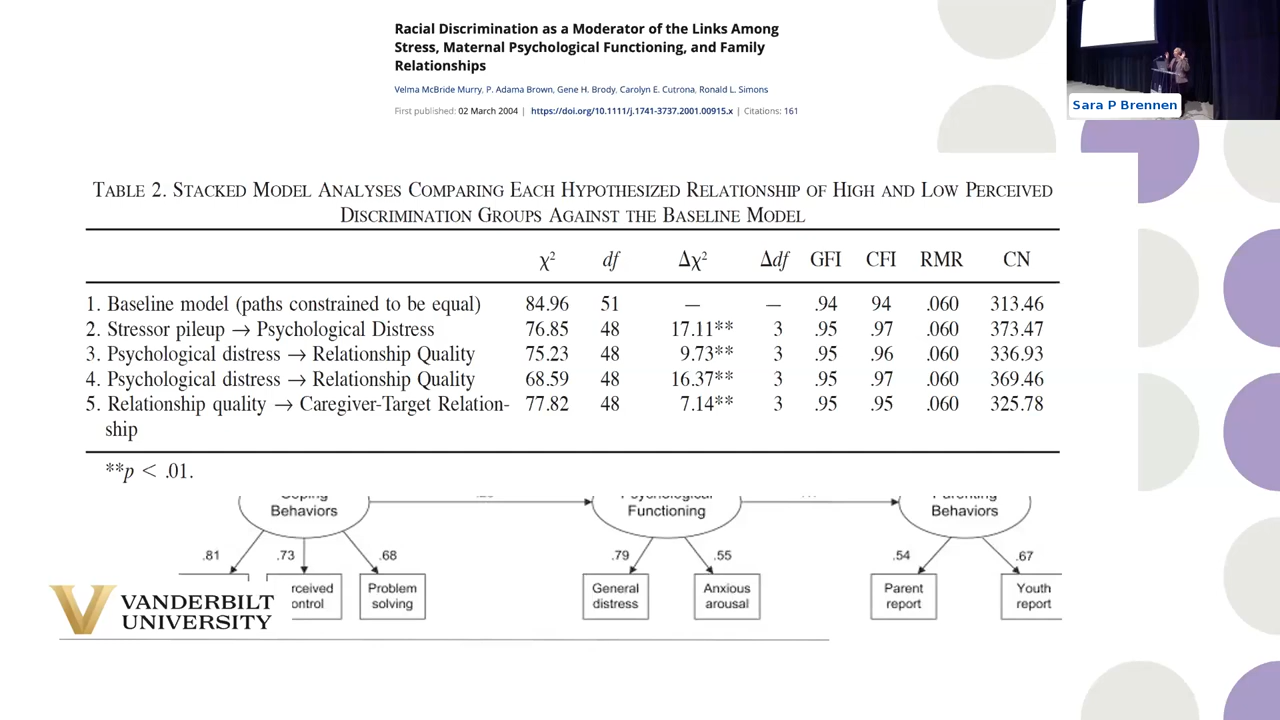 Racial Discrimination as a Moderator of the Links Among
Stress, Maternal Psychological Functioning, and Family
Relationships
Velma McBride Murry, P. Adama Brown, Gene H. Brody, Carolyn E. Cutrona, Ronald L. Simons
First published: 02 March 2004 | https://doi.org/10.1111/j.1741-3737.2001.00915.x | Citations: 161
Sara P Brennen
TABLE 2. STACKED MODEL ANALYSES COMPARING EACH HYPOTHESIZED RELATIONSHIP OF HIGH AND LOW PERCEIVED
DISCRIMINATION GROUPS AGAINST THE BASELINE MODEL
χ² df Δχ² Δdf GFI CFI RMR CN
1. Baseline model (paths constrained to be equal) 84.96 51 — — .94 94 .060 313.46
2. Stressor pileup → Psychological Distress 76.85 48 17.11** 3 .95 .97 .060 373.47
3. Psychological distress → Relationship Quality 75.23 48 9.73** 3 .95 .96 .060 336.93
4. Psychological distress → Relationship Quality 68.59 48 16.37** 3 .95 .97 .060 369.46
5. Relationship quality → Caregiver-Target Relation- 77.82 48 7.14** 3 .95 .95 .060 325.78
ship
**p < .01.
Coping Psychological Parenting
Behaviors Functioning Behaviors
.81 .73 .68 .79 .55 .54 .67
rceived Problem General Anxious Parent Youth
ontrol solving distress arousal report report
VANDERBILT
UNIVERSITY